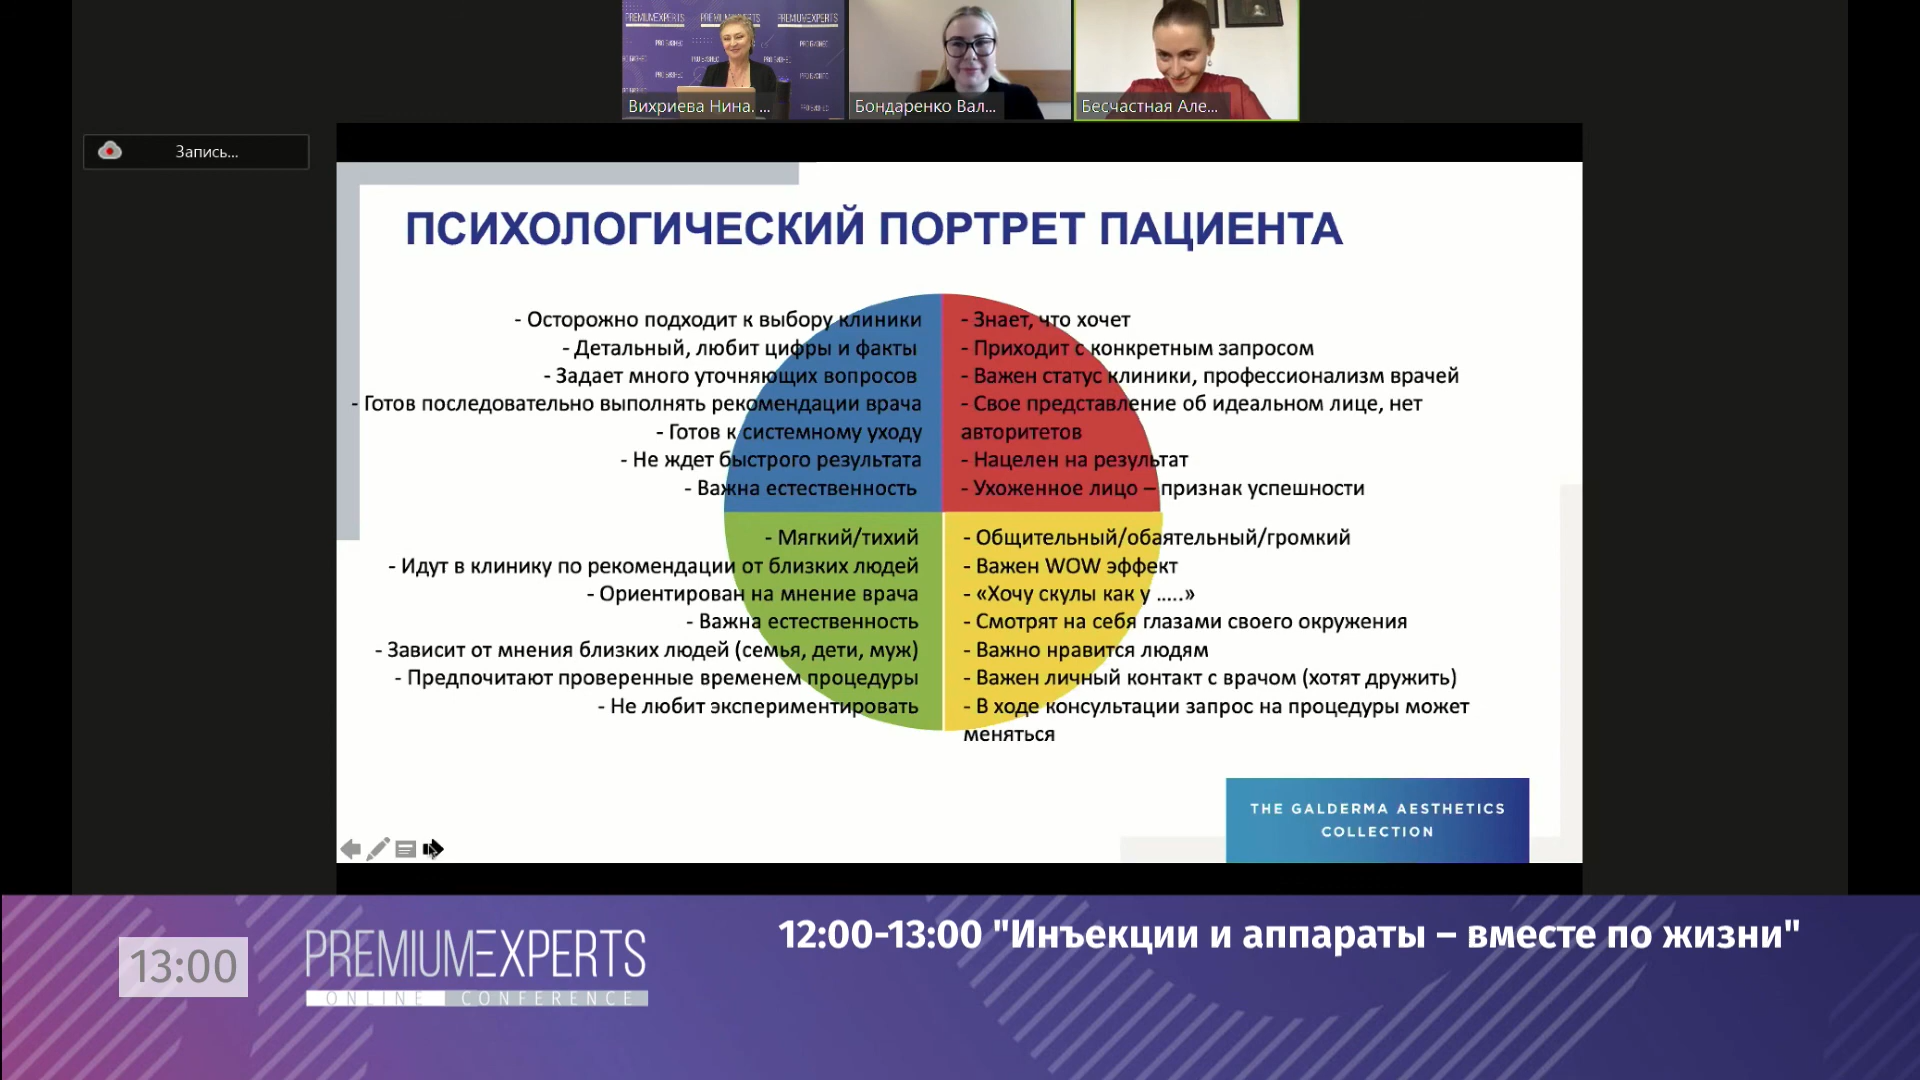 PREMIUMEXPERTS PREMIUMEXPERTS PREMIUMEXPERTS
Вихриева Нина. ...
Бондаренко Вал...
Бесчастная Але...
Запись...
ПСИХОЛОГИЧЕСКИЙ ПОРТРЕТ ПАЦИЕНТА
- Осторожно подходит к выбору клиники
- Детальный, любит цифры и факты
- Задает много уточняющих вопросов
- Готов последовательно выполнять рекомендации врача
- Готов к системному уходу
- Не ждет быстрого результата
- Важна естественность
- Знает, что хочет
- Приходит с конкретным запросом
- Важен статус клиники, профессионализм врачей
- Свое представление об идеальном лице, нет
авторитетов
- Нацелен на результат
- Ухоженное лицо – признак успешности
- Мягкий/тихий
- Идут в клинику по рекомендации от близких людей
- Ориентирован на мнение врача
- Важна естественность
- Зависит от мнения близких людей (семья, дети, муж)
- Предпочитают проверенные временем процедуры
- Не любит экспериментировать
- Общительный/обаятельный/громкий
- Важен WOW эффект
- «Хочу скулы как у .....»
- Смотрят на себя глазами своего окружения
- Важно нравится людям
- Важен личный контакт с врачом (хотят дружить)
- В ходе консультации запрос на процедуры может
меняться
THE GALDERMA AESTHETICS
COLLECTION
13:00
PREMIUMEXPERTS
ONLINE CONFERENCE
12:00-13:00 "Инъекции и аппараты – вместе по жизни"